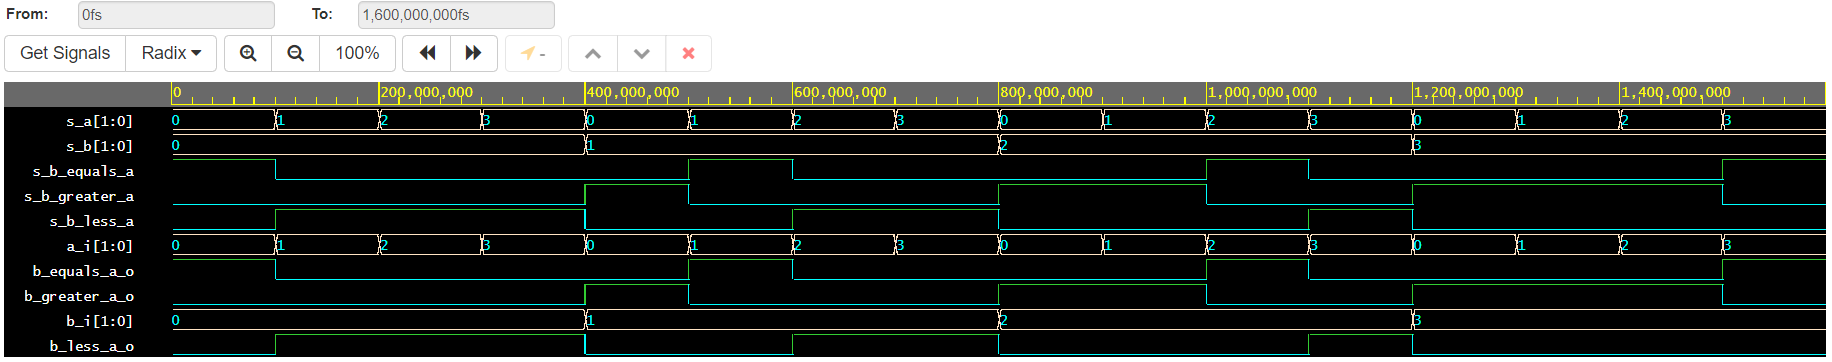 From: 0fs To: 1,600,000,000fs
Get Signals Radix 100% -
0 200,000,000 400,000,000 600,000,000 800,000,000 1,000,000,000 1,200,000,000 1,400,000,000
s_a[1:0] 0 1 2 3 0 1 2 3 0 1 2 3 0 1 2 3
s_b[1:0] 0 1 2 3
s_b_equals_a
s_b_greater_a
s_b_less_a
a_i[1:0] 0 1 2 3 0 1 2 3 0 1 2 3 0 1 2 3
b_equals_a_o
b_greater_a_o
b_i[1:0] 0 1 2 3
b_less_a_o